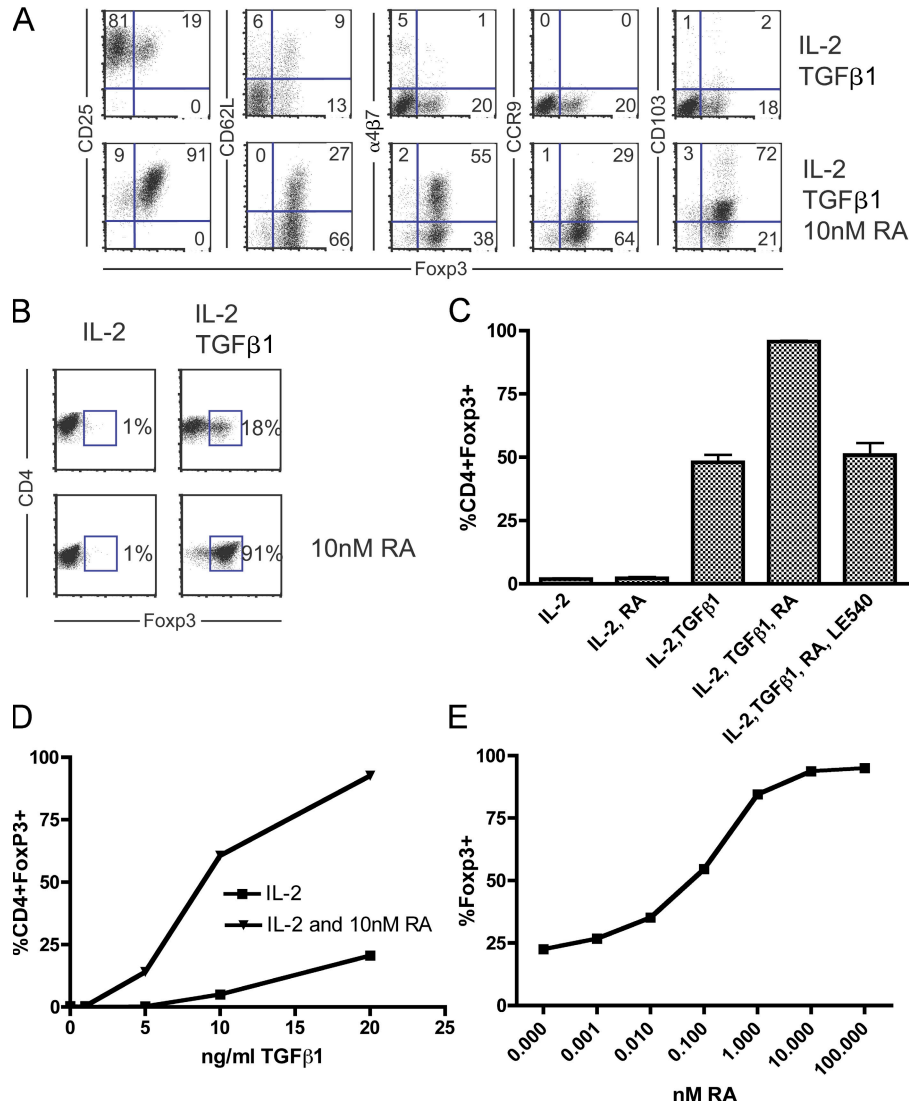 A
81 19
0
CD25
6 9
13
CD62L
5 1
20
α4β7
0 0
20
CCR9
1 2
18
CD103
IL-2
TGFβ1
9 91
0
0 27
66
2 55
38
1 29
64
3 72
21
IL-2
TGFβ1
10nM RA
Foxp3
B
IL-2
IL-2
TGFβ1
CD4
1%
18%
1%
91%
10nM RA
Foxp3
C
%CD4+Foxp3+
100
75
50
25
0
IL-2
IL-2, RA
IL-2,TGFβ1
IL-2, TGFβ1, RA
IL-2,TGFβ1, RA, LE540
D
%CD4+FoxP3+
100
75
50
25
0
IL-2
IL-2 and 10nM RA
0 5 10 15 20 25
ng/ml TGFβ1
E
%Foxp3+
100
75
50
25
0
0.000 0.001 0.010 0.100 1.000 10.000 100.000
nM RA